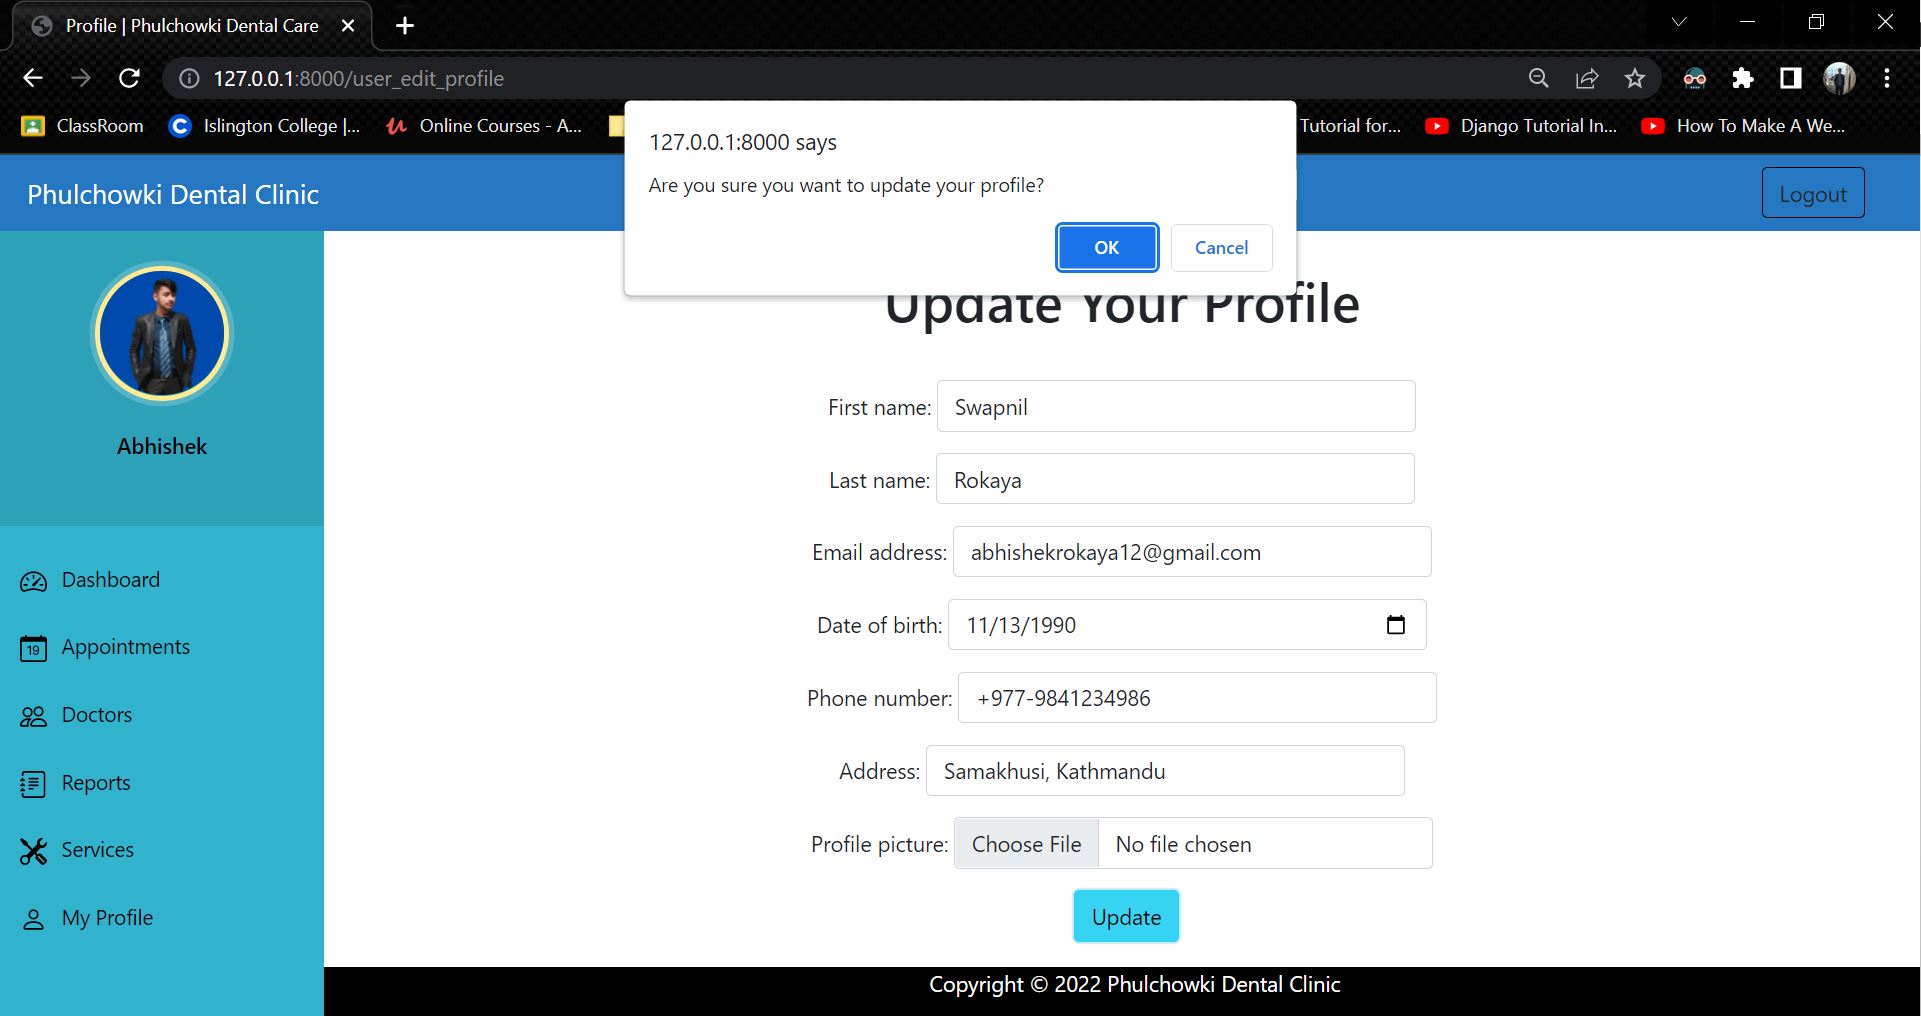 Profile | Phulchowki Dental Care
127.0.0.1:8000/user_edit_profile
ClassRoom
Islington College |...
Online Courses - A...
Tutorial for...
Django Tutorial In...
How To Make A We...
127.0.0.1:8000 says
Are you sure you want to update your profile?
OK
Cancel
Phulchowki Dental Clinic
Logout
Abhishek
Dashboard
19
Appointments
Doctors
Reports
Services
My Profile
Update Your Profile
First name: Swapnil
Last name: Rokaya
Email address: abhishekrokaya12@gmail.com
Date of birth: 11/13/1990
Phone number: +977-9841234986
Address: Samakhusi, Kathmandu
Profile picture: Choose File No file chosen
Update
Copyright © 2022 Phulchowki Dental Clinic